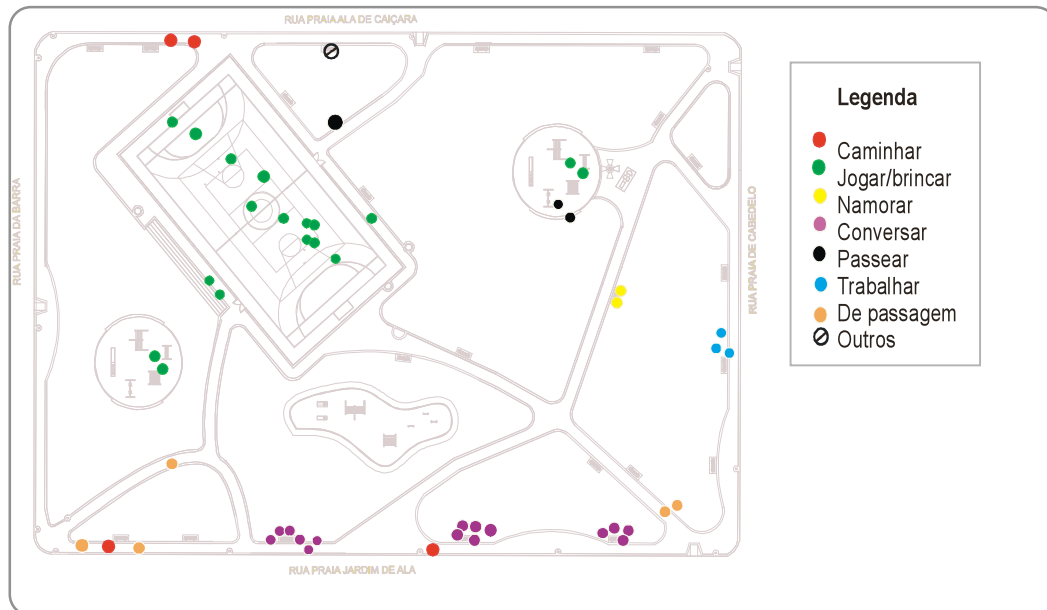 RUA PRAIA ALA DE CAIÇARA
RUA PRAIA DA BARRA
RUA PRAIA DE CABEDELO
RUA PRAIA JARDIM DE ALA
Legenda
Caminhar
Jogar/brincar
Namorar
Conversar
Passear
Trabalhar
De passagem
Outros